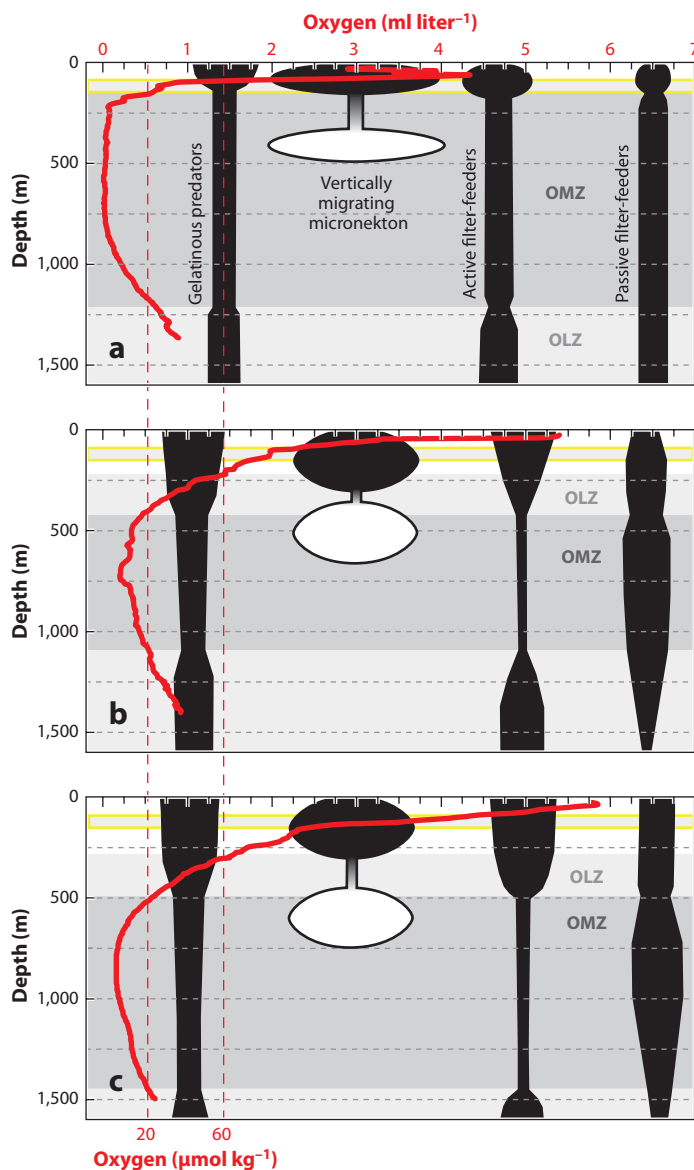 Oxygen (ml liter⁻¹)
0 1 2 3 4 5 6 7
0
500
1,000
1,500
Depth (m)
Gelatinous predators
Vertically
migrating
micronekton
Active filter-feeders
Passive filter-feeders
OMZ
OLZ
a
0
500
1,000
1,500
Depth (m)
OLZ
OMZ
b
0
500
1,000
1,500
Depth (m)
OLZ
OMZ
c
20 60
Oxygen (μmol kg⁻¹)